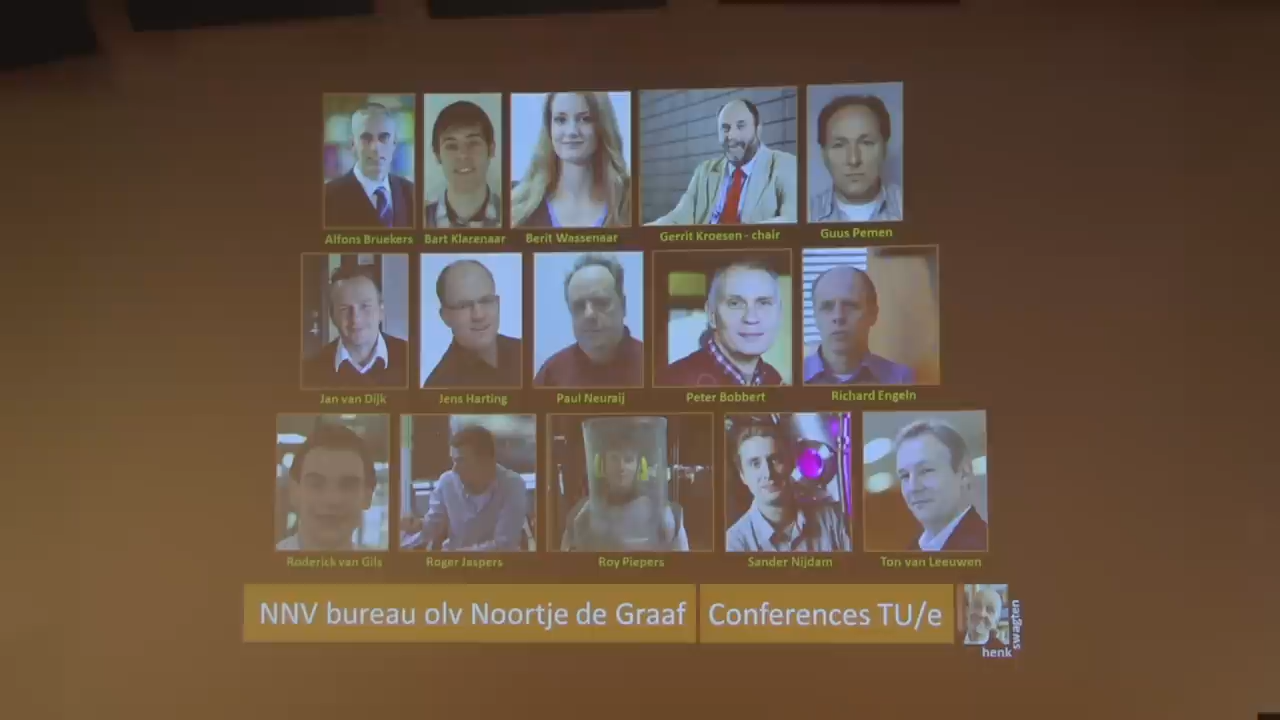 Alfons Bruekers
Bart Klarenaar
Berit Wassenaar
Gerrit Kroesen - chair
Guus Pemen
Jan van Dijk
Jens Harting
Paul Neuraij
Peter Bobbert
Richard Engeln
Roderick van Gils
Roger Jaspers
Roy Piepers
Sander Nijdam
Ton van Leeuwen
NNV bureau olv Noortje de Graaf
Conferences TU/e
henk
swagten